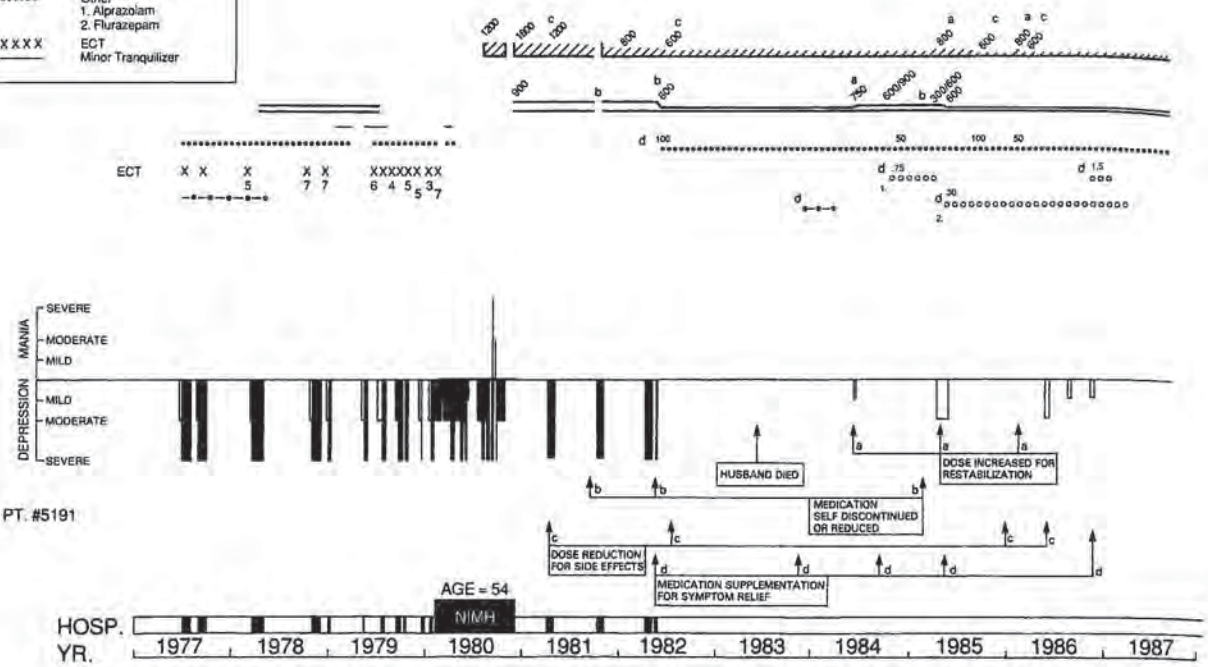 1. Alprazolam
2. Flurazepam
XXXX ECT
Minor Tranquilizer
1200 1800 c 1200 800 c 600 a 800 c 600 a c 800 600
900 b b 600 a 750 600/900 b 300/600 600
d 100 50 100 50
ECT X X X X X XXXXXX XX
5 7 7 6 4 5 5 3 7
d .75 d 1.5
1.
d d 30
2.
SEVERE
MODERATE
MILD
MANIA
DEPRESSION
MILD
MODERATE
SEVERE
a a a
HUSBAND DIED
DOSE INCREASED FOR
RESTABILIZATION
b b b
MEDICATION
SELF DISCONTINUED
OR REDUCED
PT. #5191
c c c c
DOSE REDUCTION
FOR SIDE EFFECTS
d d d d d
MEDICATION SUPPLEMENTATION
FOR SYMPTOM RELIEF
AGE = 54
HOSP. NIMH
YR. 1977 1978 1979 1980 1981 1982 1983 1984 1985 1986 1987